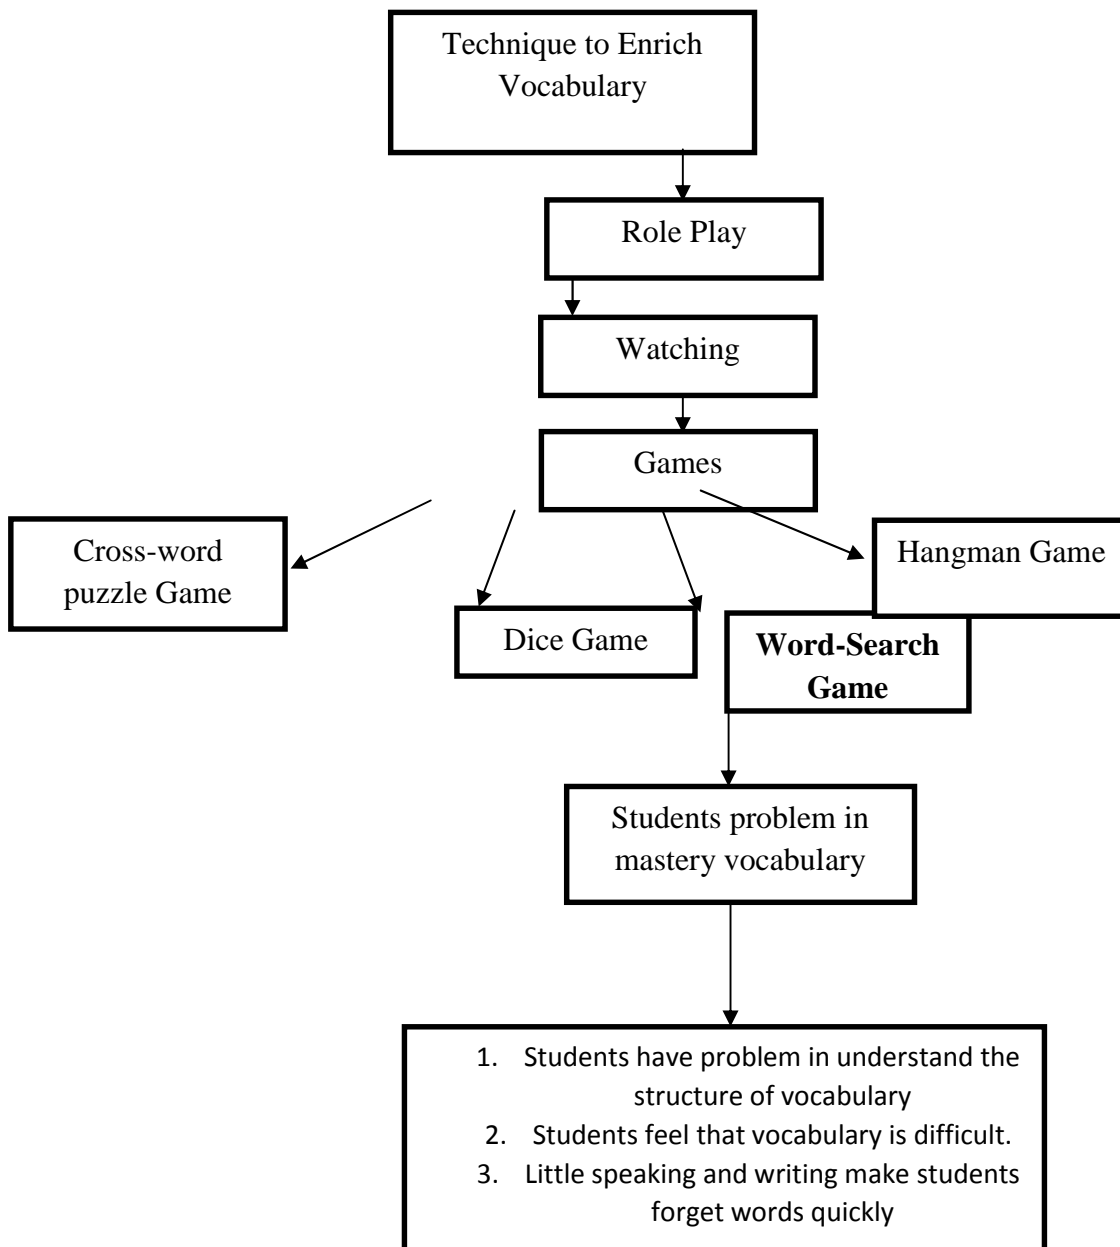 Technique to Enrich
Vocabulary
Role Play
Watching
Games
Cross-word
puzzle Game
Hangman Game
Dice Game
Word-Search
Game
Students problem in
mastery vocabulary
1. Students have problem in understand the
structure of vocabulary
2. Students feel that vocabulary is difficult.
3. Little speaking and writing make students
forget words quickly